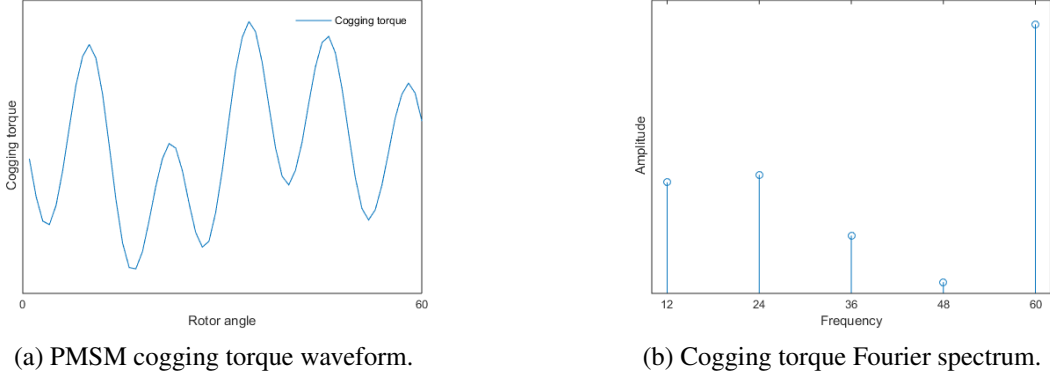 Cogging torque
Cogging torque
0
60
Rotor angle
(a) PMSM cogging torque waveform.
Amplitude
12
24
36
48
60
Frequency
(b) Cogging torque Fourier spectrum.